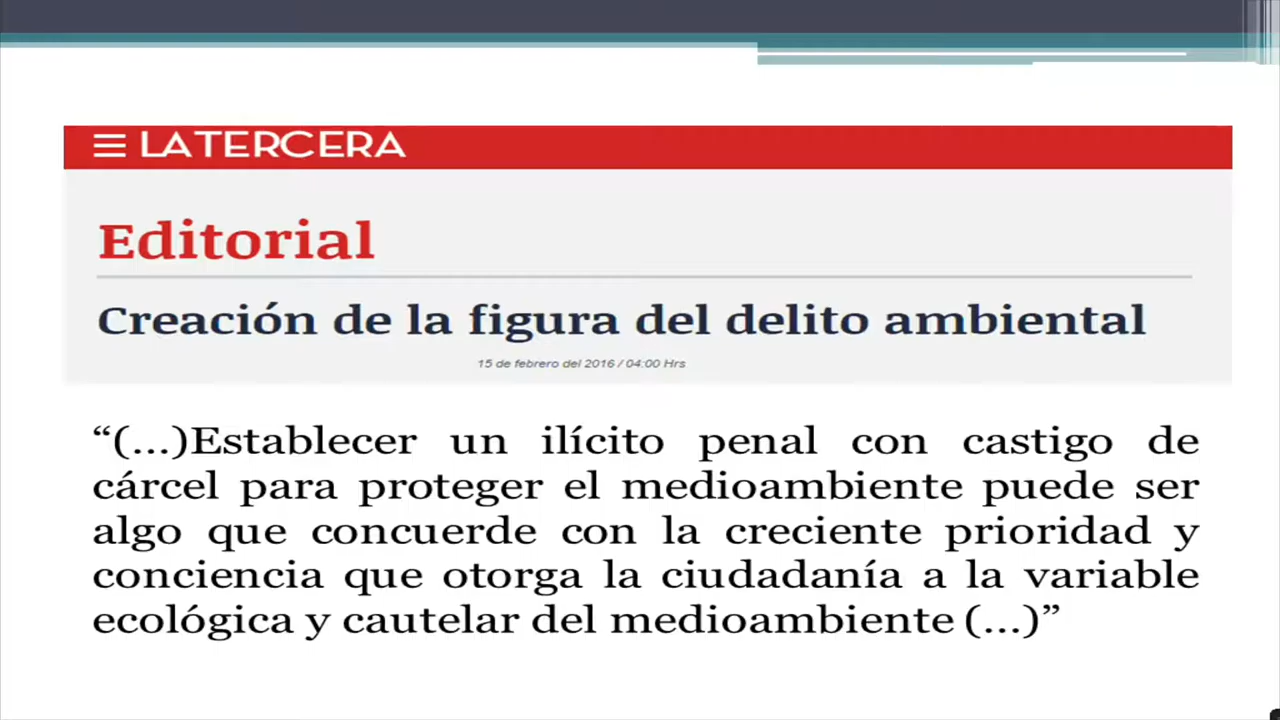 LATERCERA
Editorial
Creación de la figura del delito ambiental
15 de febrero del 2016 / 04:00 Hrs
“(...)Establecer un ilícito penal con castigo de
cárcel para proteger el medioambiente puede ser
algo que concuerde con la creciente prioridad y
conciencia que otorga la ciudadanía a la variable
ecológica y cautelar del medioambiente (...)”